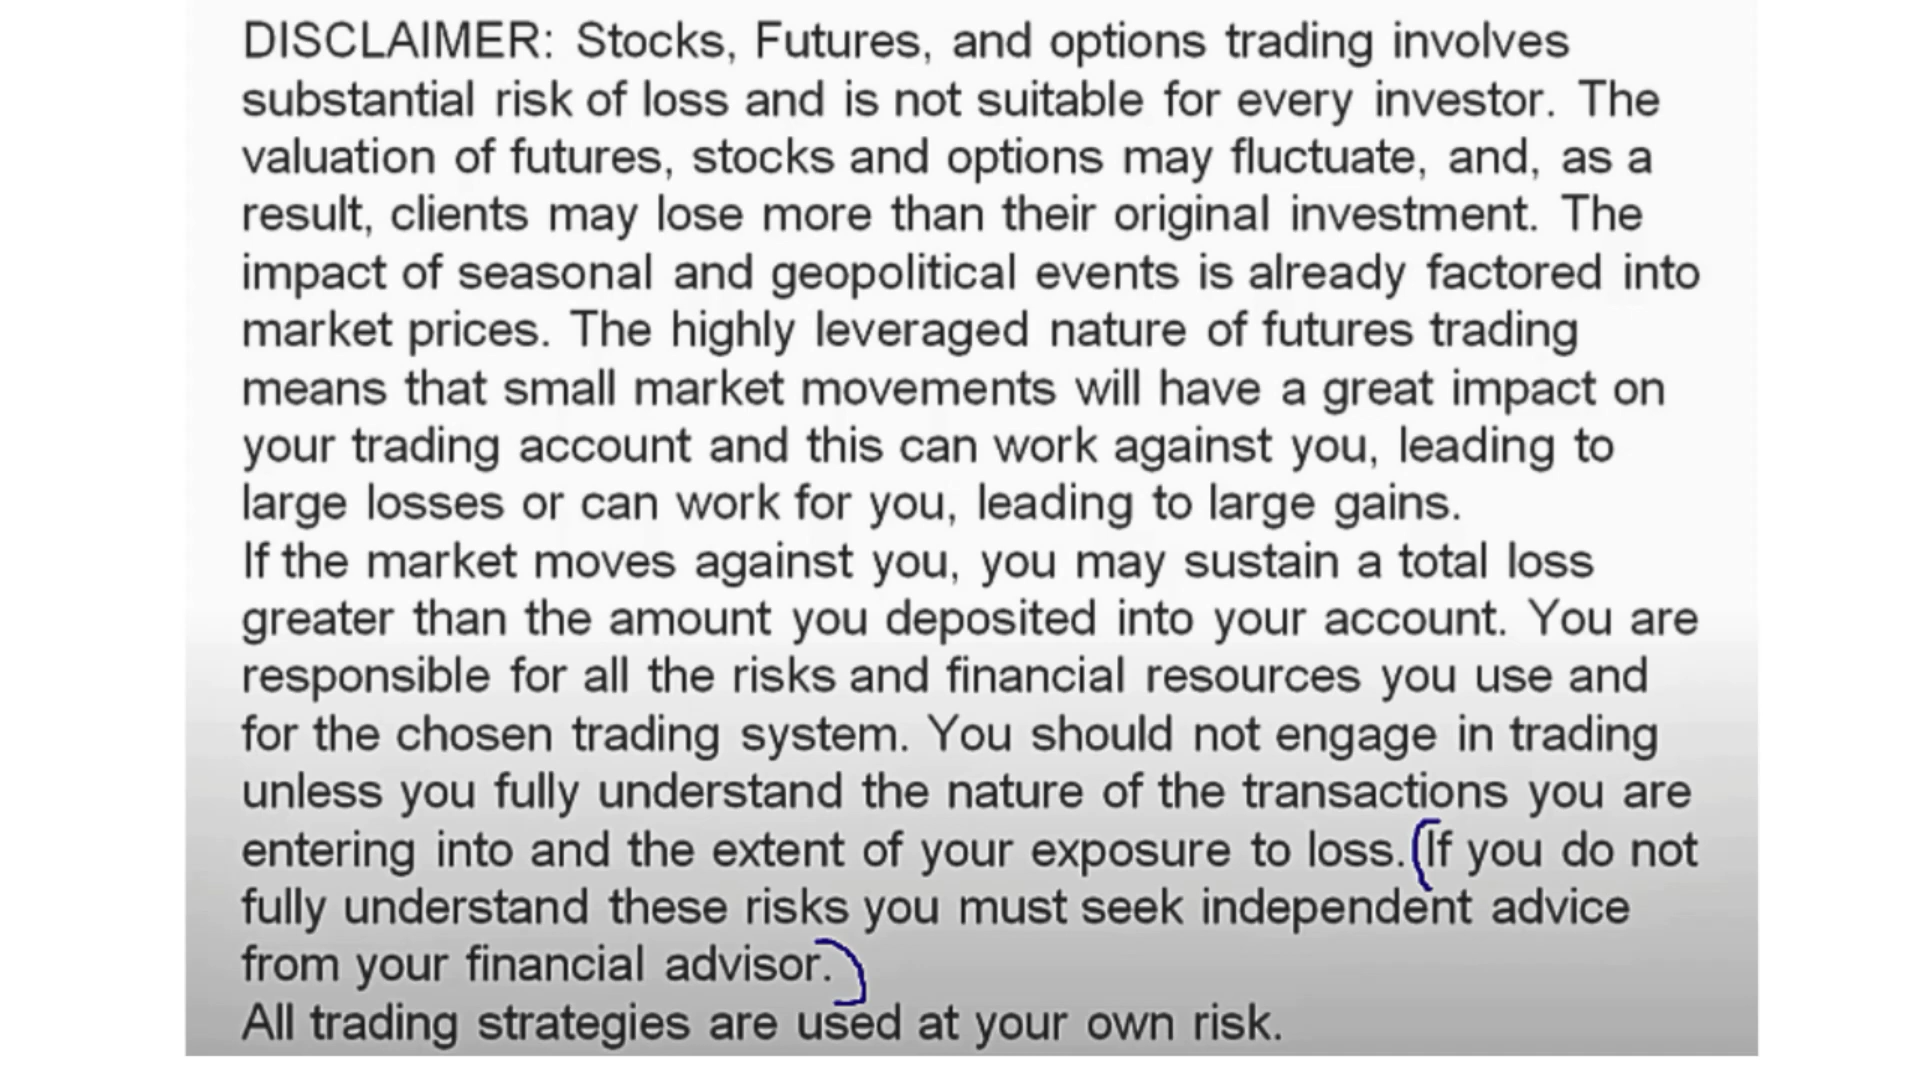 DISCLAIMER: Stocks, Futures, and options trading involves
substantial risk of loss and is not suitable for every investor. The
valuation of futures, stocks and options may fluctuate, and, as a
result, clients may lose more than their original investment. The
impact of seasonal and geopolitical events is already factored into
market prices. The highly leveraged nature of futures trading
means that small market movements will have a great impact on
your trading account and this can work against you, leading to
large losses or can work for you, leading to large gains.
If the market moves against you, you may sustain a total loss
greater than the amount you deposited into your account. You are
responsible for all the risks and financial resources you use and
for the chosen trading system. You should not engage in trading
unless you fully understand the nature of the transactions you are
entering into and the extent of your exposure to loss. (If you do not
fully understand these risks you must seek independent advice
from your financial advisor.)
All trading strategies are used at your own risk.